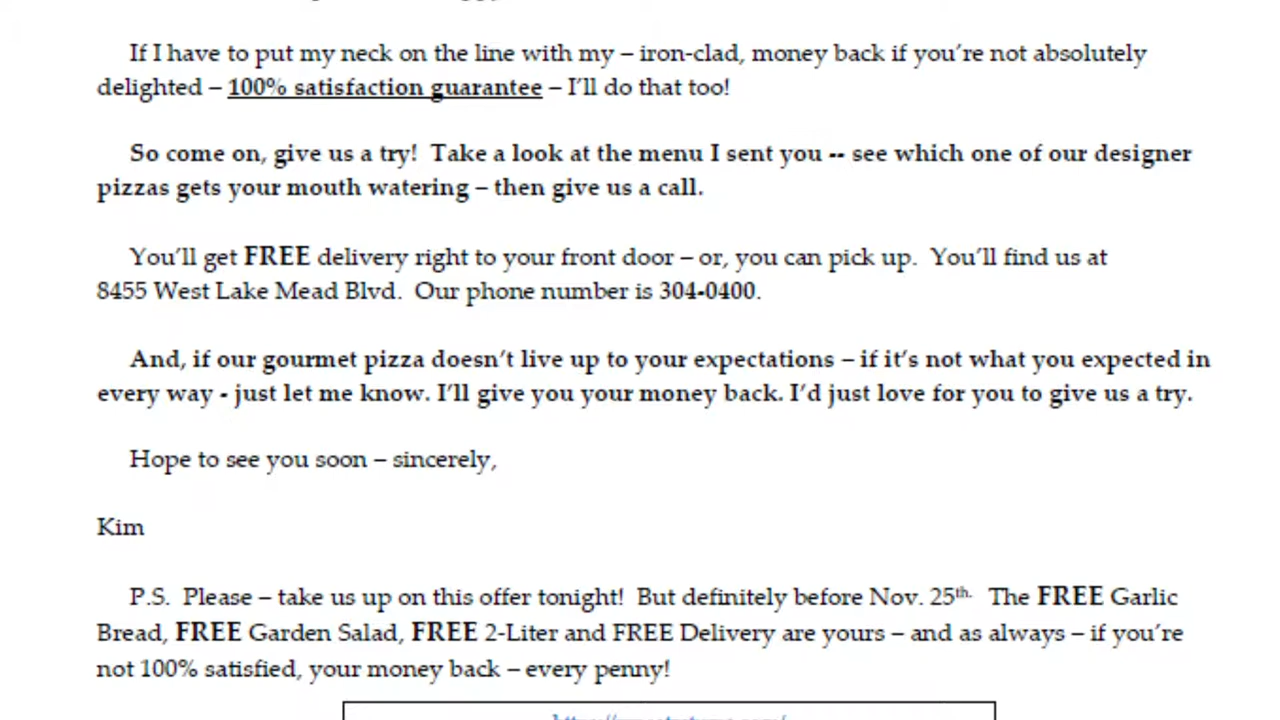 If I have to put my neck on the line with my – iron-clad, money back if you're not absolutely
delighted – 100% satisfaction guarantee – I'll do that too!
So come on, give us a try!  Take a look at the menu I sent you -- see which one of our designer
pizzas gets your mouth watering – then give us a call.
You'll get FREE delivery right to your front door – or, you can pick up.  You'll find us at
8455 West Lake Mead Blvd.  Our phone number is 304-0400.
And, if our gourmet pizza doesn't live up to your expectations – if it's not what you expected in
every way - just let me know. I'll give you your money back. I'd just love for you to give us a try.
Hope to see you soon – sincerely,
Kim
P.S.  Please – take us up on this offer tonight!  But definitely before Nov. 25th.  The FREE Garlic
Bread, FREE Garden Salad, FREE 2-Liter and FREE Delivery are yours – and as always – if you're
not 100% satisfied, your money back – every penny!